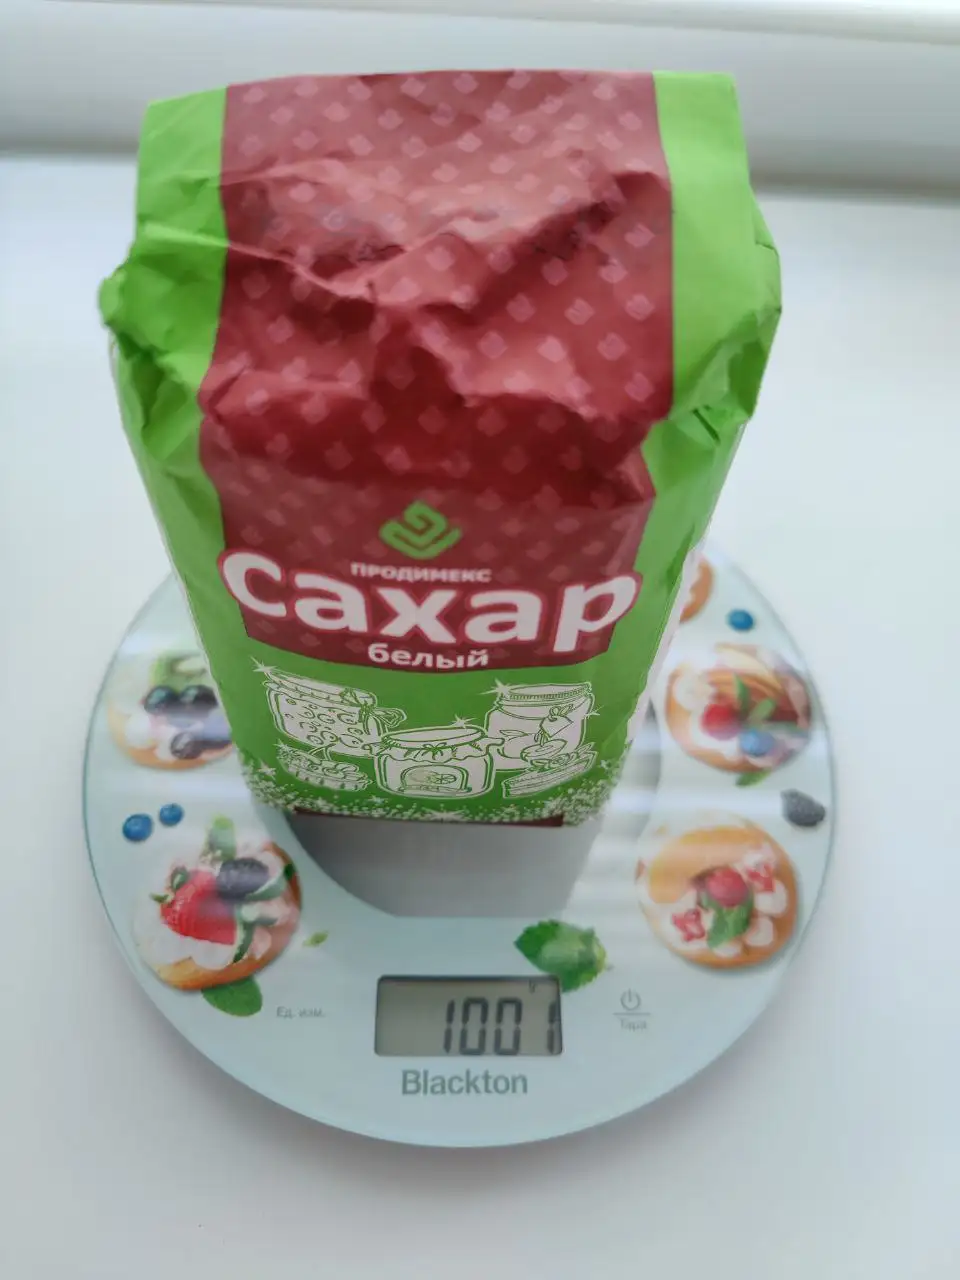 ПРОДИМЕКС
сахар
белый
Ед. изм.
1001
Тара
Blackton